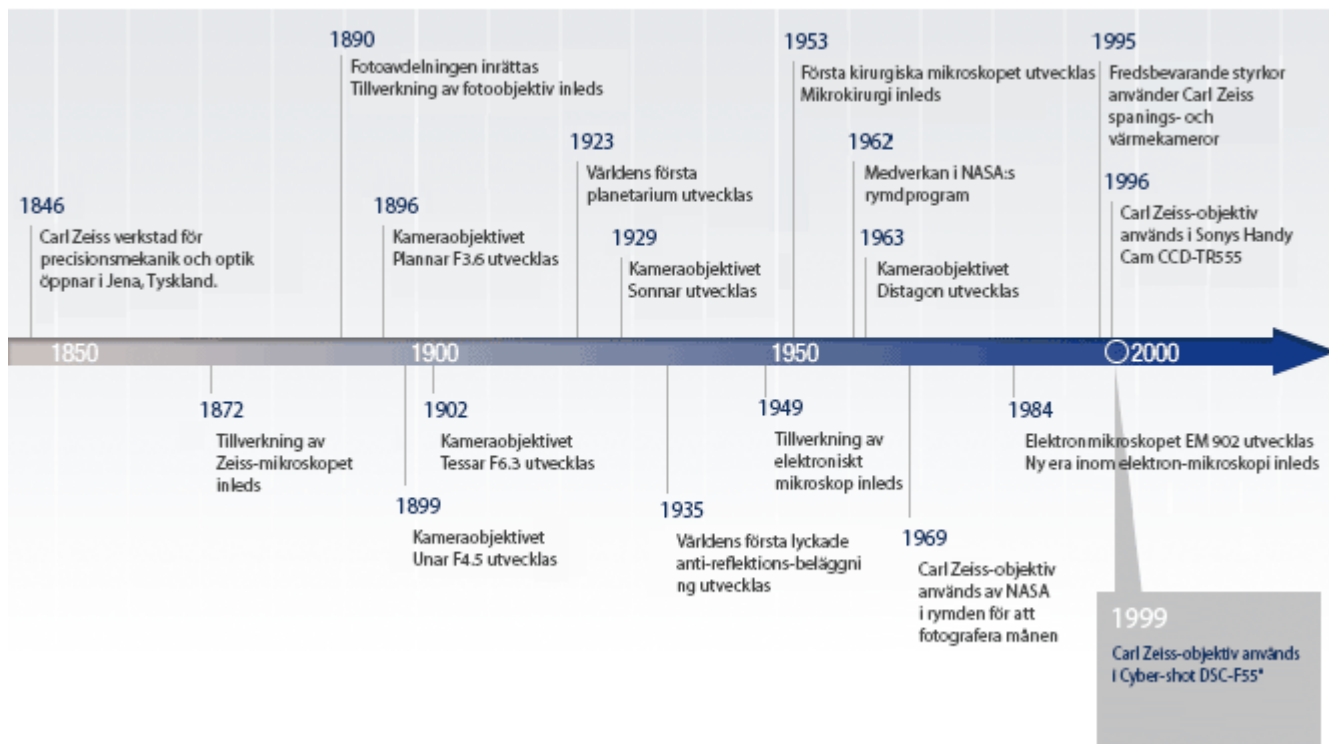 1890
Fotoavdelningen inrättas
Tillverkning av fotoobjektiv inleds
1953
Första kirurgiska mikroskopet utvecklas
Mikrokirurgi inleds
1995
Fredsbevarande styrkor
använder Carl Zeiss
spanings- och
värmekameror
1923
Världens första
planetarium utvecklas
1962
Medverkan i NASA:s
rymdprogram
1846
Carl Zeiss verkstad för
precisionsmekanik och optik
öppnar i Jena, Tyskland.
1896
Kameraobjektivet
Plannar F3.6 utvecklas
1929
Kameraobjektivet
Sonnar utvecklas
1963
Kameraobjektivet
Distagon utvecklas
1996
Carl Zeiss-objektiv
används i Sonys Handy
Cam CCD-TR555
1850
1900
1950
2000
1872
Tillverkning av
Zeiss-mikroskopet
inleds
1902
Kameraobjektivet
Tessar F6.3 utvecklas
1949
Tillverkning av
elektroniskt
mikroskop inleds
1984
Elektronmikroskopet EM 902 utvecklas
Ny era inom elektron-mikroskopi inleds
1899
Kameraobjektivet
Unar F4.5 utvecklas
1935
Världens första lyckade
anti-reflektions-beläggni
ng utvecklas
1969
Carl Zeiss-objektiv
används av NASA
i rymden för att
fotografera månen
1999
Carl Zeiss-objektiv används
i Cyber-shot DSC-F55*